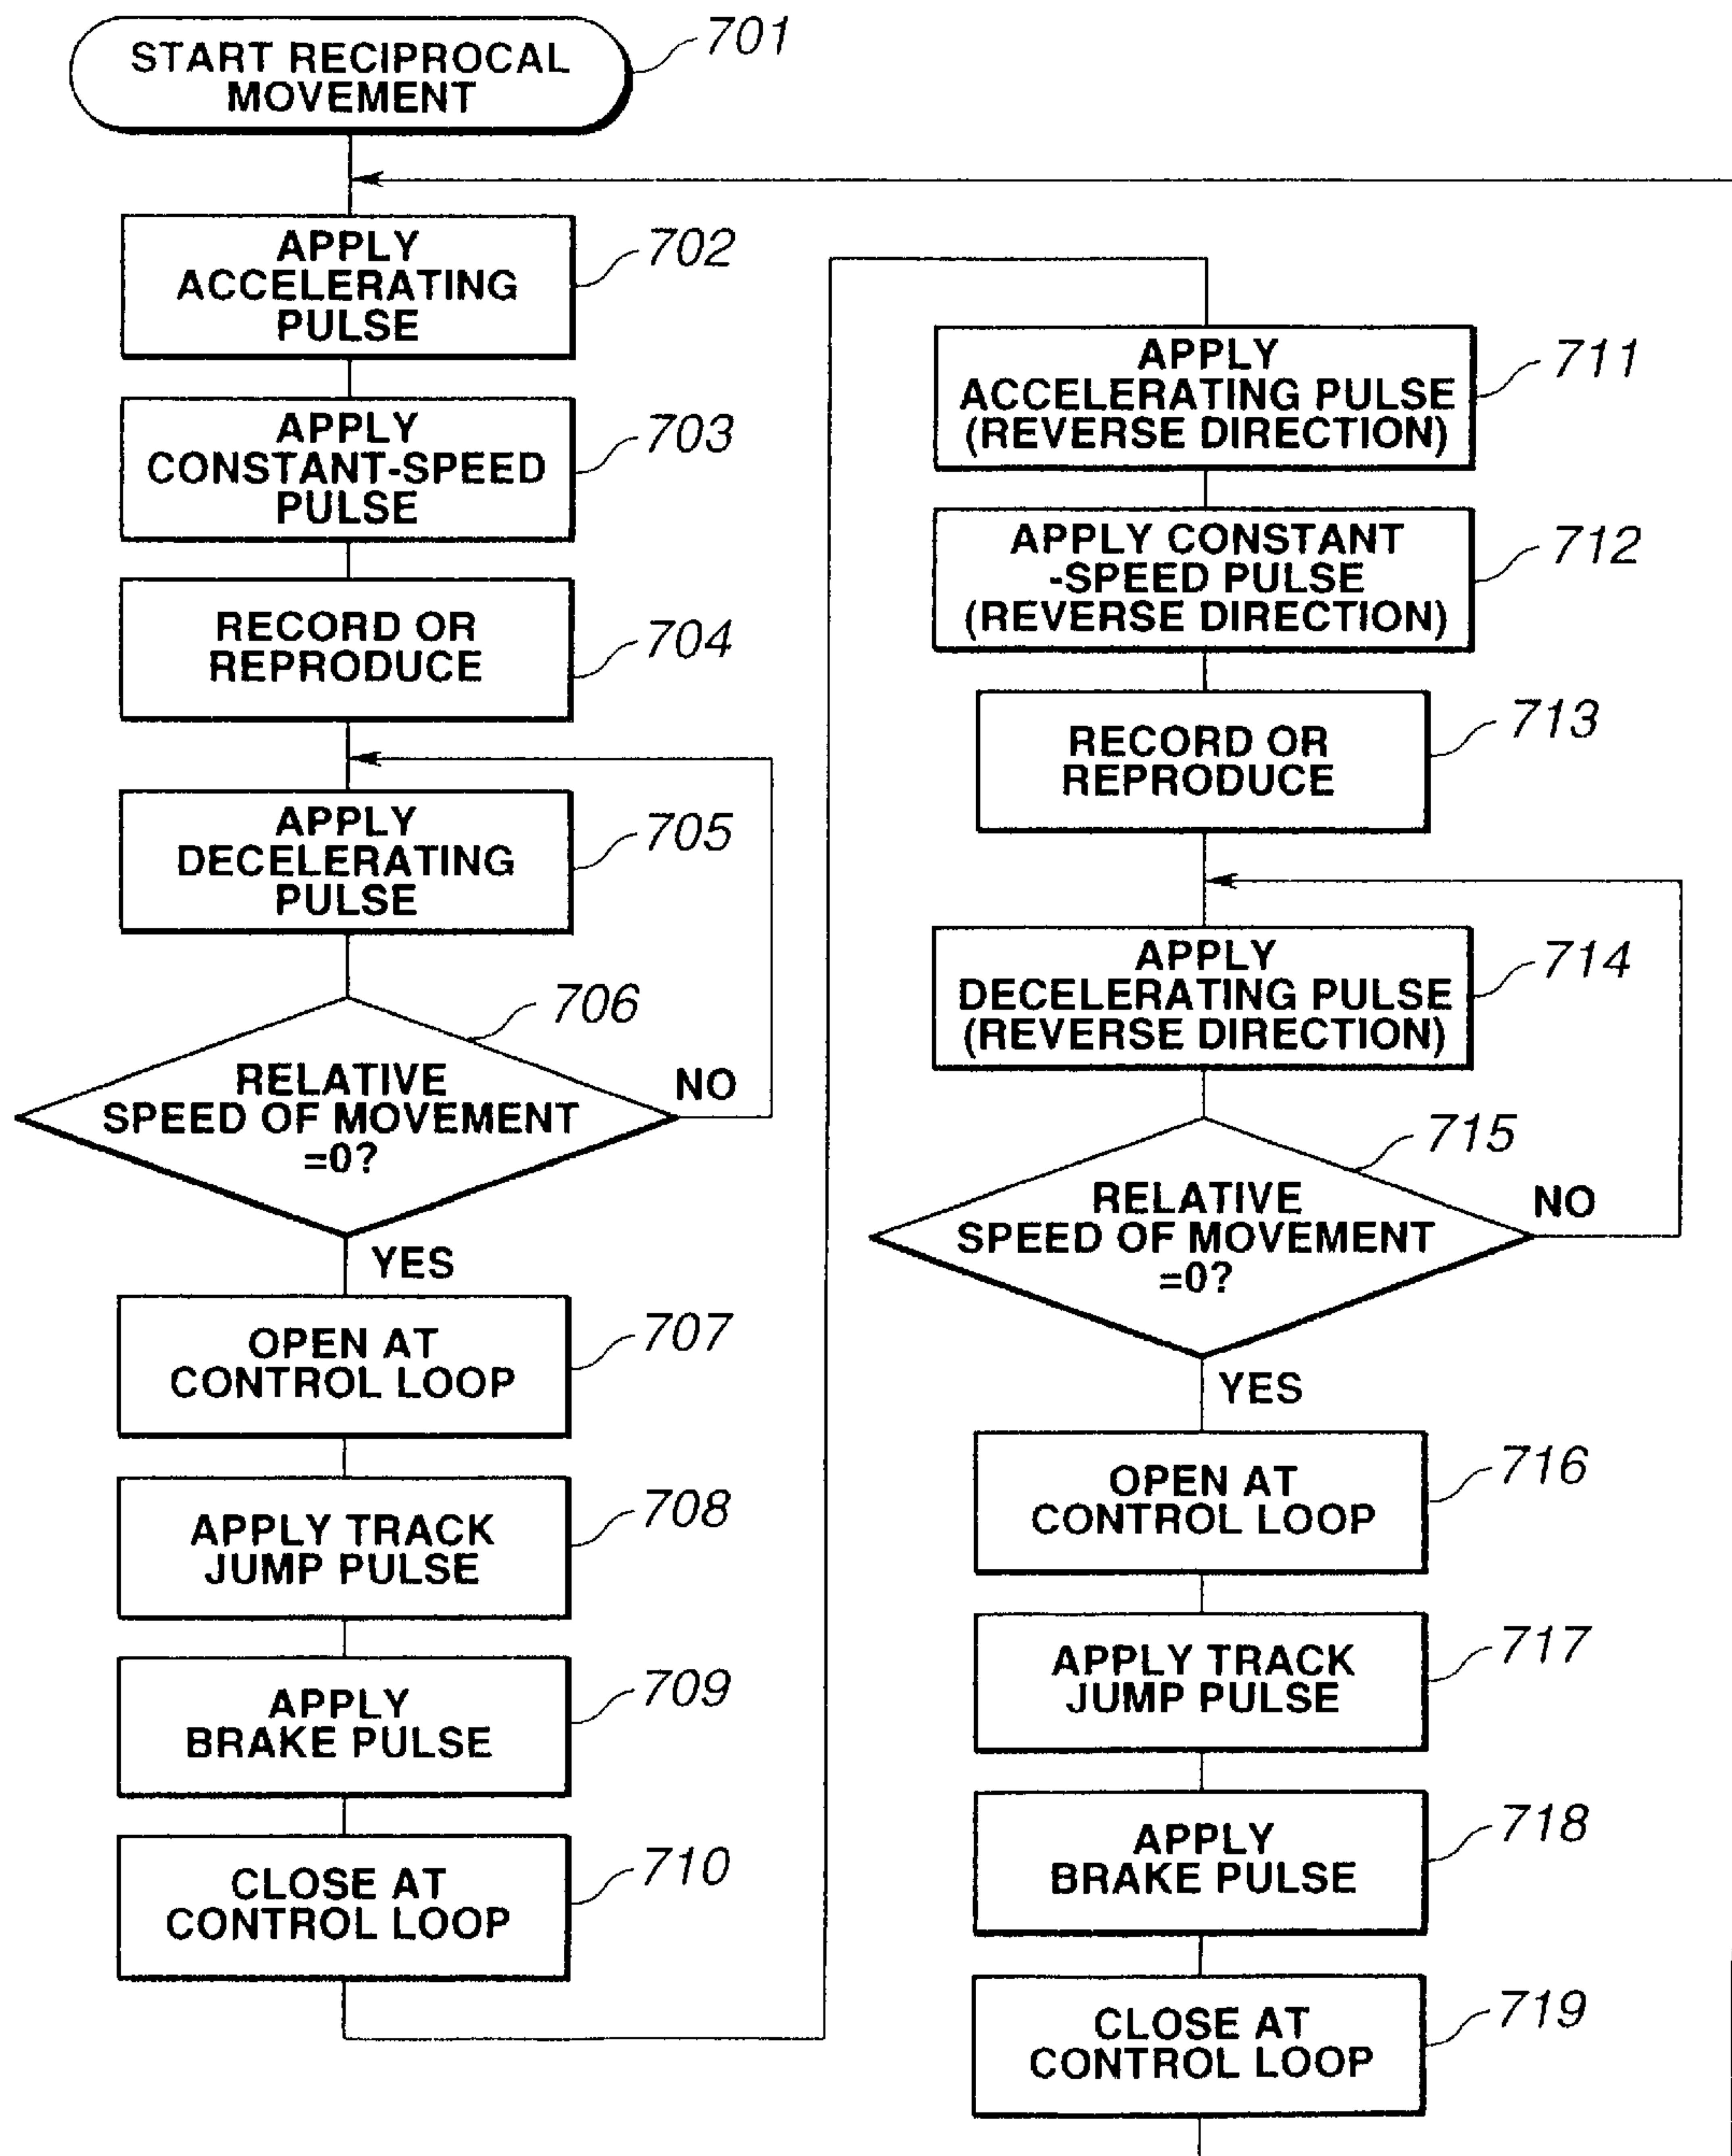 START RECIPROCAL
MOVEMENT
701
APPLY
ACCELERATING
PULSE
702
APPLY
CONSTANT-SPEED
PULSE
703
RECORD OR
REPRODUCE
704
APPLY
DECELERATING
PULSE
705
706
RELATIVE
SPEED OF MOVEMENT
=0?
NO
YES
OPEN AT
CONTROL LOOP
707
APPLY TRACK
JUMP PULSE
708
APPLY
BRAKE PULSE
709
CLOSE AT
CONTROL LOOP
710
APPLY
ACCELERATING PULSE
(REVERSE DIRECTION)
711
APPLY CONSTANT
-SPEED PULSE
(REVERSE DIRECTION)
712
RECORD OR
REPRODUCE
713
APPLY
DECELERATING PULSE
(REVERSE DIRECTION)
714
715
RELATIVE
SPEED OF MOVEMENT
=0?
NO
YES
OPEN AT
CONTROL LOOP
716
APPLY TRACK
JUMP PULSE
717
APPLY
BRAKE PULSE
718
CLOSE AT
CONTROL LOOP
719